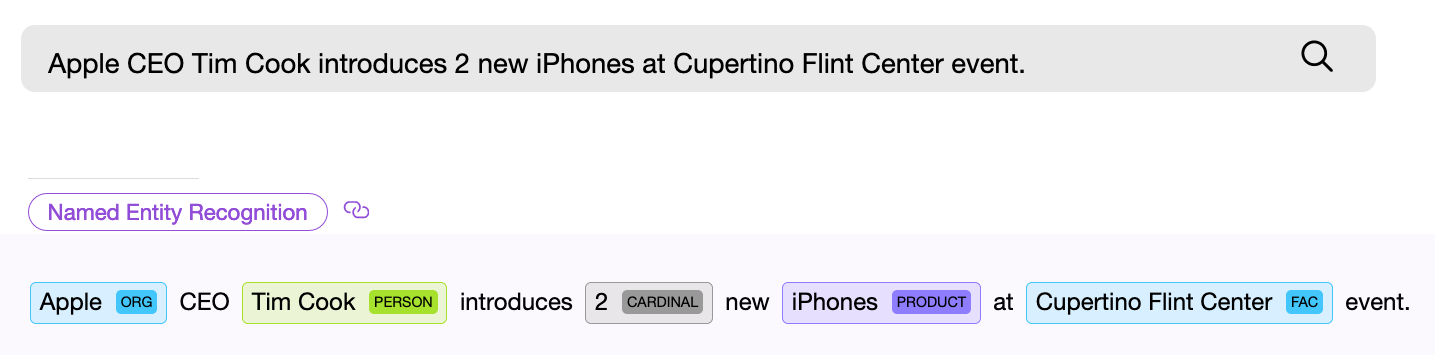 Apple CEO Tim Cook introduces 2 new iPhones at Cupertino Flint Center event.
Named Entity Recognition
Apple ORG CEO Tim Cook PERSON introduces 2 CARDINAL new iPhones PRODUCT at Cupertino Flint Center FAC event.